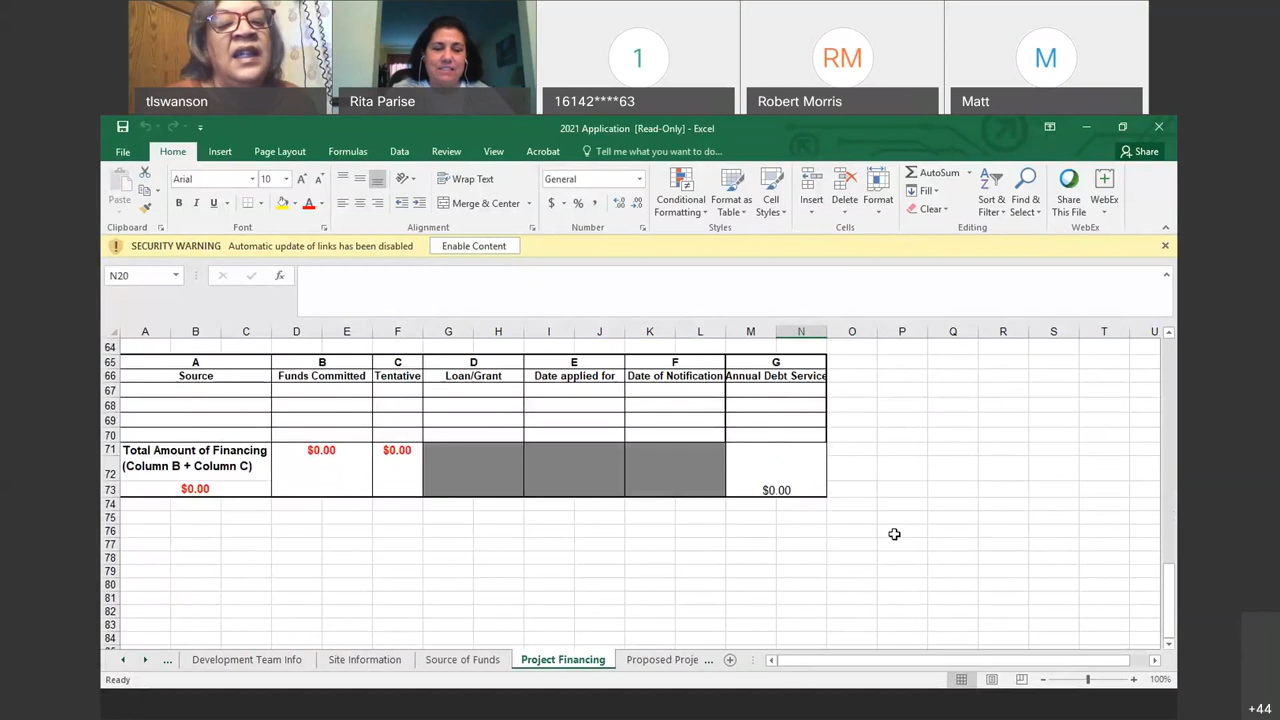 1
RM
M
tlswanson
Rita Parise
16142****63
Robert Morris
Matt
2021 Application [Read-Only] - Excel
File Home Insert Page Layout Formulas Data Review View Acrobat Tell me what you want to do... Share
Arial 10 Wrap Text General AutoSum
Paste Conditional Formatting Format as Table Cell Styles Insert Delete Format Fill Sort & Filter Find & Select Share This File WebEx
B I U Merge & Center $ % , Clear
Clipboard Font Alignment Number Styles Cells Editing WebEx
SECURITY WARNING Automatic update of links has been disabled Enable Content
N20 fx
A B C D E F G H I J K L M N O P Q R S T U
64
65 A B C D E F G
66 Source Funds Committed Tentative Loan/Grant Date applied for Date of Notification Annual Debt Service
67
68
69
70
71 Total Amount of Financing $0.00 $0.00
72 (Column B + Column C)
73 $0.00 $0.00
74
75
76
77
78
79
80
81
82
83
84
... Development Team Info Site Information Source of Funds Project Financing Proposed Proje ...
Ready 100%
+44